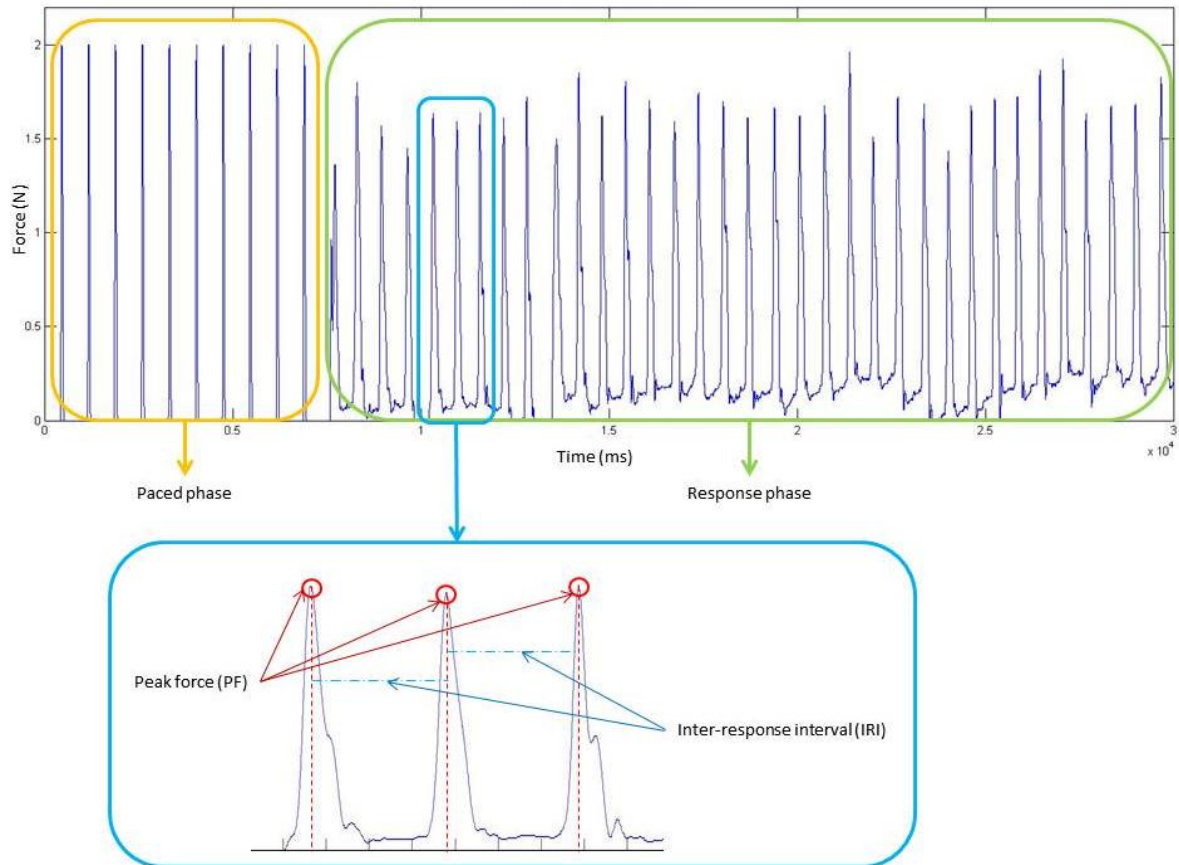 2
1.5
Force (N)
1
0.5
0
0 0.5 1 1.5 2 2.5 3
Time (ms)
× 10⁴
Paced phase
Response phase
Peak force (PF)
Inter-response interval (IRI)